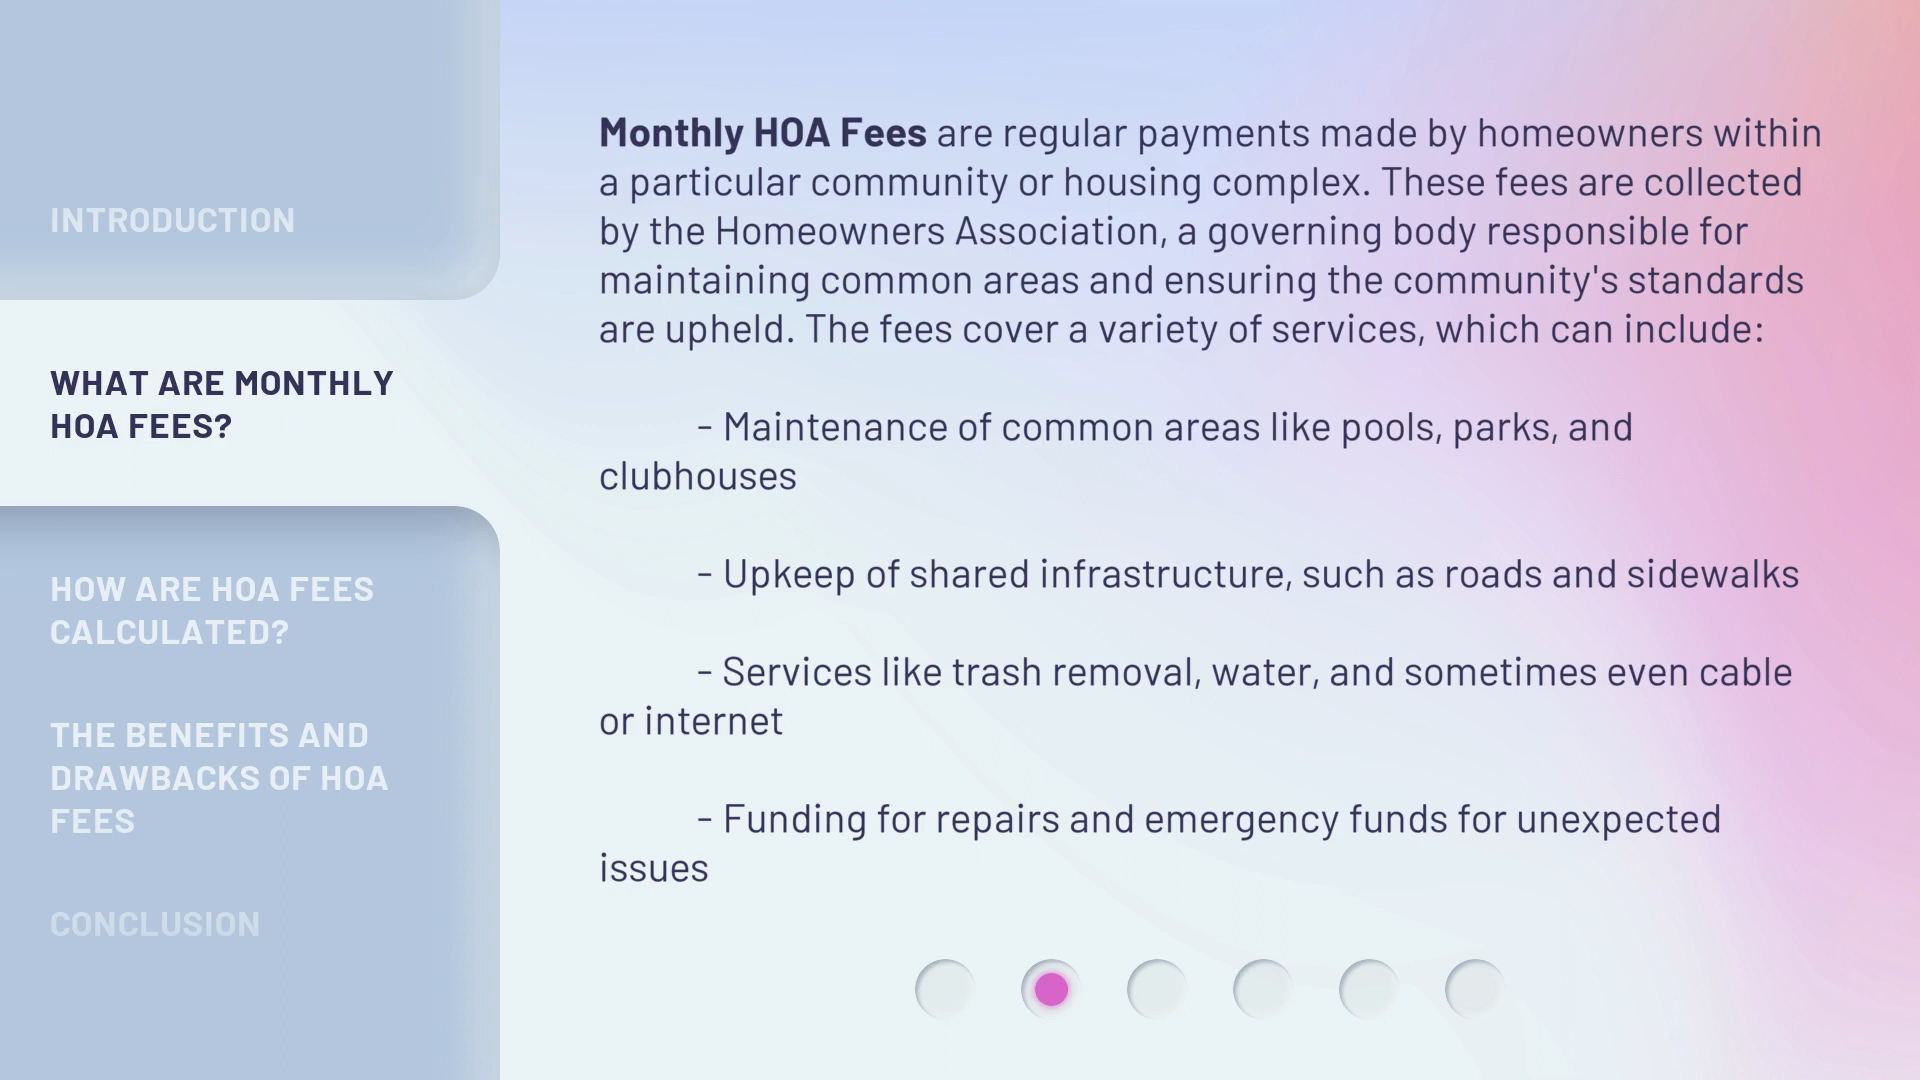 INTRODUCTION
WHAT ARE MONTHLY
HOA FEES?
HOW ARE HOA FEES
CALCULATED?
THE BENEFITS AND
DRAWBACKS OF HOA
FEES
CONCLUSION
Monthly HOA Fees are regular payments made by homeowners within
a particular community or housing complex. These fees are collected
by the Homeowners Association, a governing body responsible for
maintaining common areas and ensuring the community's standards
are upheld. The fees cover a variety of services, which can include:
- Maintenance of common areas like pools, parks, and
clubhouses
- Upkeep of shared infrastructure, such as roads and sidewalks
- Services like trash removal, water, and sometimes even cable
or internet
- Funding for repairs and emergency funds for unexpected
issues